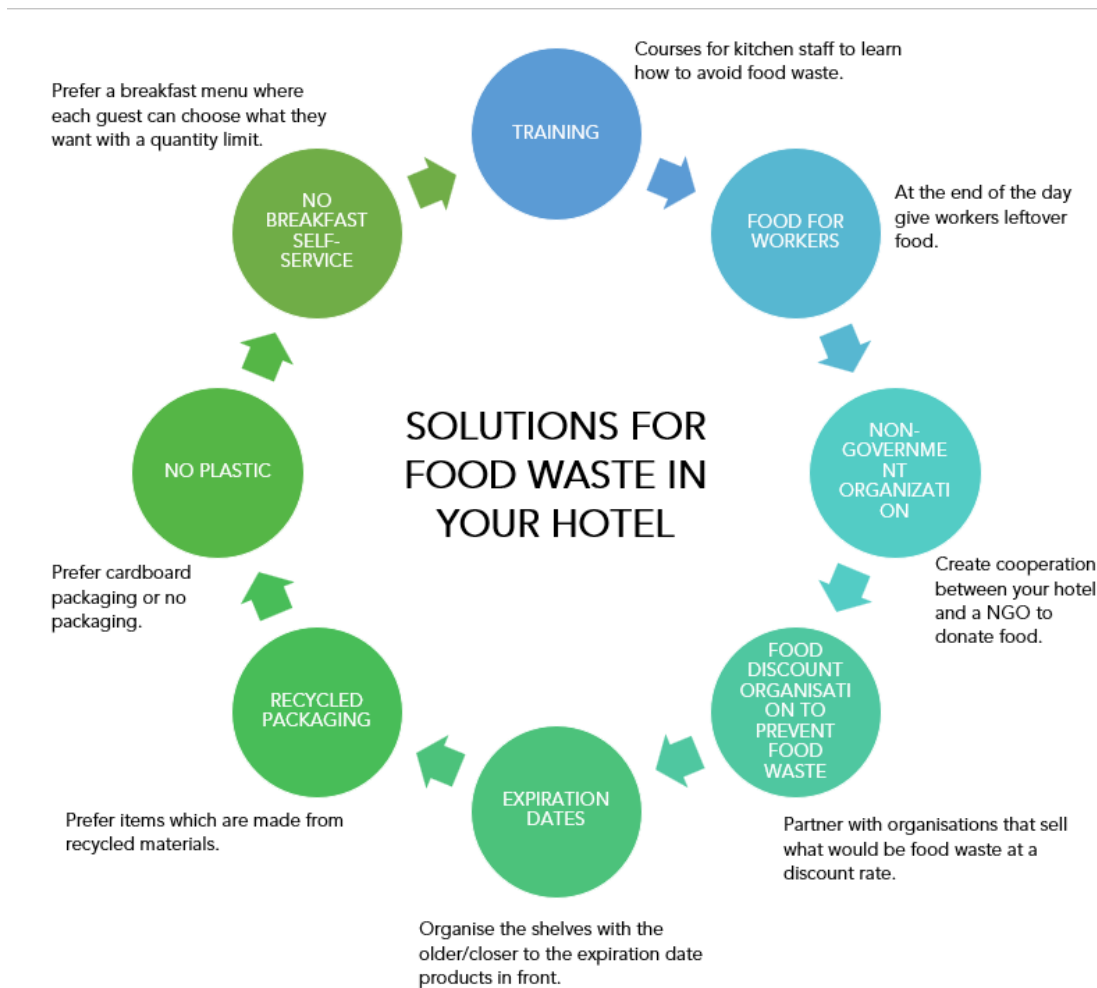 Courses for kitchen staff to learn
how to avoid food waste.
TRAINING
Prefer a breakfast menu where
each guest can choose what they
want with a quantity limit.
NO
BREAKFAST
SELF-
SERVICE
At the end of the day
give workers leftover
food.
FOOD FOR
WORKERS
SOLUTIONS FOR
FOOD WASTE IN
YOUR HOTEL
NO PLASTIC
Prefer cardboard
packaging or no
packaging.
NON-
GOVERNME
NT
ORGANIZATI
ON
Create cooperation
between your hotel
and a NGO to
donate food.
FOOD
DISCOUNT
ORGANISATI
ON TO
PREVENT
FOOD
WASTE
Partner with organisations that sell
what would be food waste at a
discount rate.
RECYCLED
PACKAGING
Prefer items which are made from
recycled materials.
EXPIRATION
DATES
Organise the shelves with the
older/closer to the expiration date
products in front.